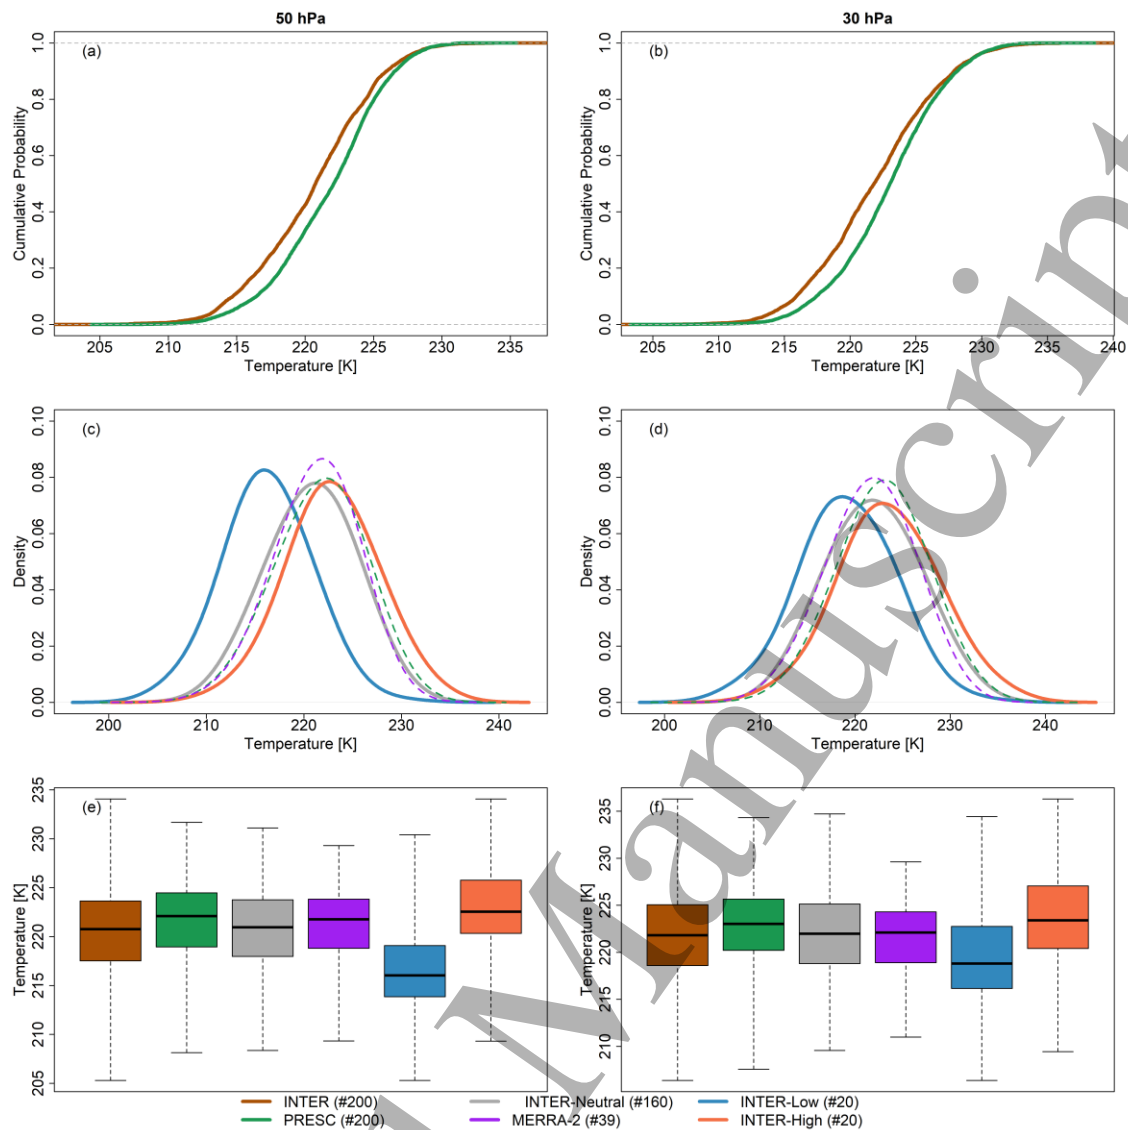 50 hPa
30 hPa
(a)
Cumulative Probability
0.0 0.2 0.4 0.6 0.8 1.0
205 210 215 220 225 230 235
Temperature [K]
(b)
Cumulative Probability
0.0 0.2 0.4 0.6 0.8 1.0
205 210 215 220 225 230 235 240
Temperature [K]
(c)
Density
0.00 0.02 0.04 0.06 0.08 0.10
200 210 220 230 240
Temperature [K]
(d)
Density
0.00 0.02 0.04 0.06 0.08 0.10
210 220 230 240
Temperature [K]
(e)
Temperature [K]
205 210 215 220 225 230 235
(f)
Temperature [K]
210 215 220 225 230 235
INTER (#200)
INTER-Neutral (#160)
INTER-Low (#20)
PRESC (#200)
MERRA-2 (#39)
INTER-High (#20)
Manuscript